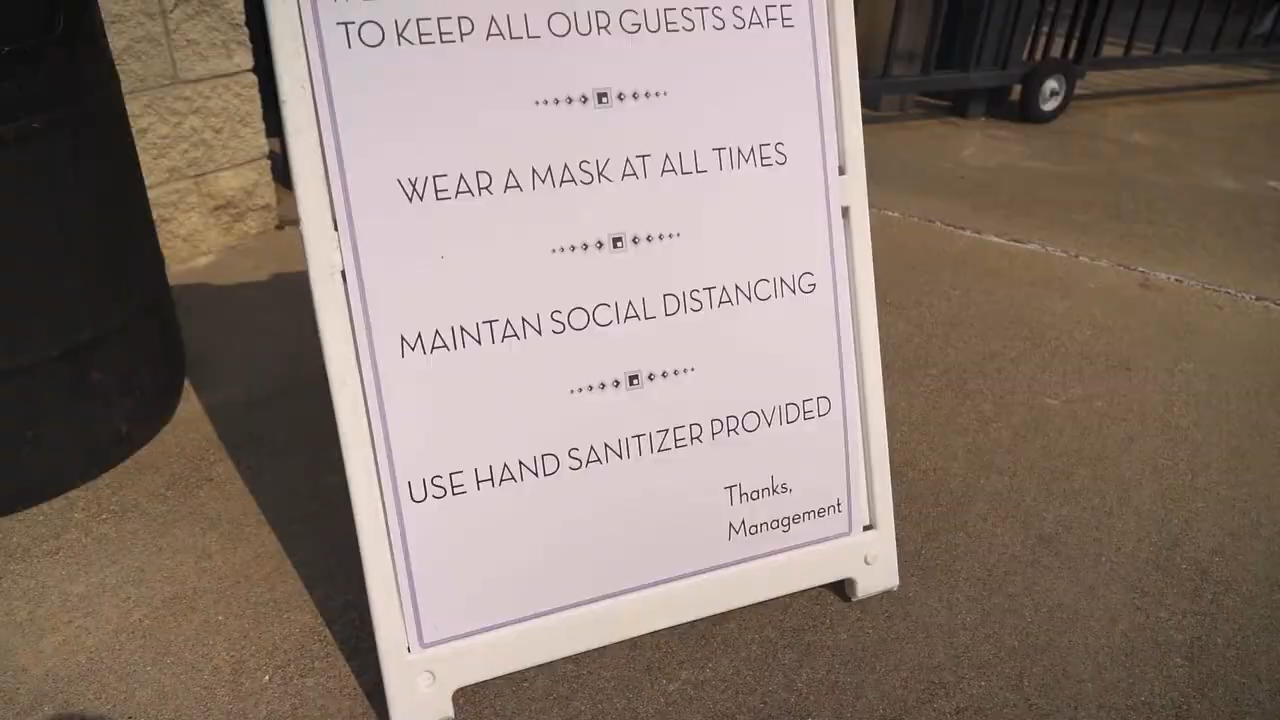 TO KEEP ALL OUR GUESTS SAFE
WEAR A MASK AT ALL TIMES
MAINTAN SOCIAL DISTANCING
USE HAND SANITIZER PROVIDED
Thanks,
Management